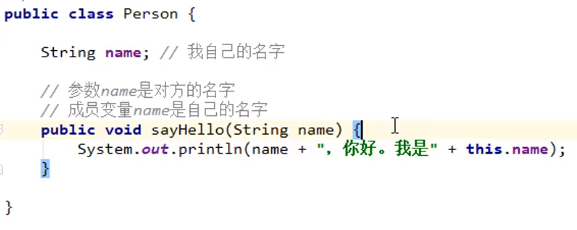 public class Person {
String name; // 我自己的名字
// 参数name是对方的名字
// 成员变量name是自己的名字
public void sayHello(String name) {
System.out.println(name + "，你好。我是" + this.name);
}
}